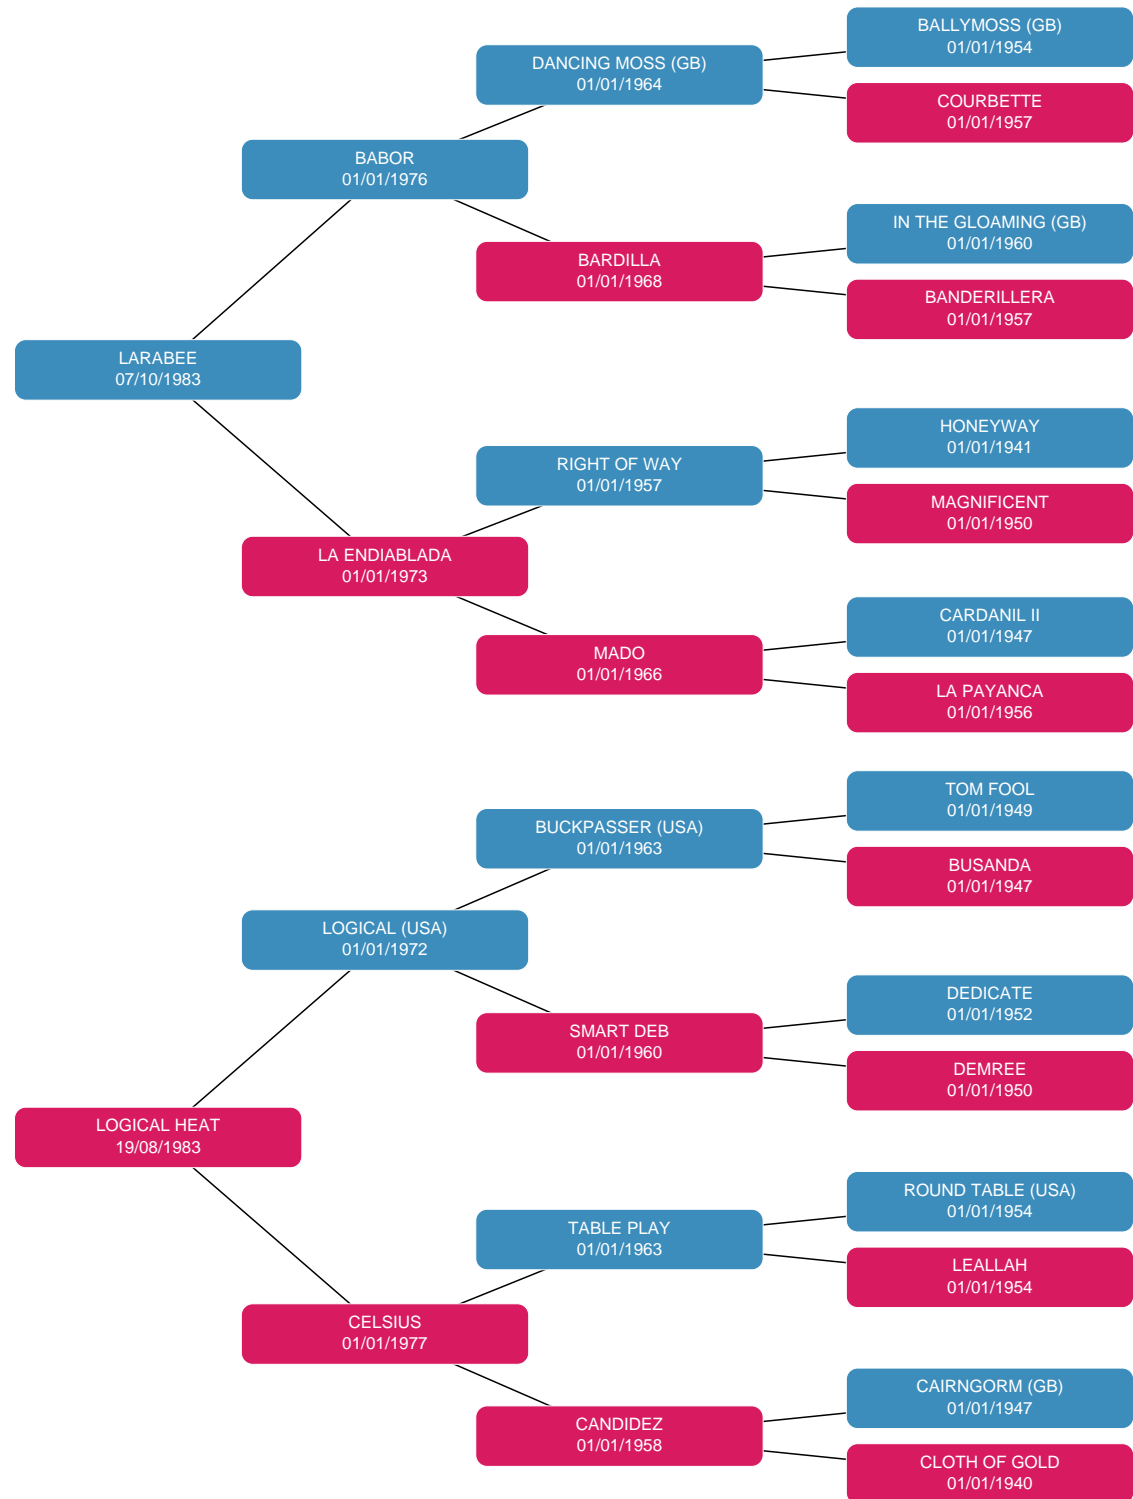 BALLYMOSS (GB)
01/01/1954
DANCING MOSS (GB)
01/01/1964
COURBETTE
01/01/1957
BABOR
01/01/1976
IN THE GLOAMING (GB)
01/01/1960
BARDILLA
01/01/1968
BANDERILLERA
01/01/1957
LARABEE
07/10/1983
HONEYWAY
01/01/1941
RIGHT OF WAY
01/01/1957
MAGNIFICENT
01/01/1950
LA ENDIABLADA
01/01/1973
CARDANIL II
01/01/1947
MADO
01/01/1966
LA PAYANCA
01/01/1956
TOM FOOL
01/01/1949
BUCKPASSER (USA)
01/01/1963
BUSANDA
01/01/1947
LOGICAL (USA)
01/01/1972
DEDICATE
01/01/1952
SMART DEB
01/01/1960
DEMREE
01/01/1950
LOGICAL HEAT
19/08/1983
ROUND TABLE (USA)
01/01/1954
TABLE PLAY
01/01/1963
LEALLAH
01/01/1954
CELSIUS
01/01/1977
CAIRNGORM (GB)
01/01/1947
CANDIDEZ
01/01/1958
CLOTH OF GOLD
01/01/1940